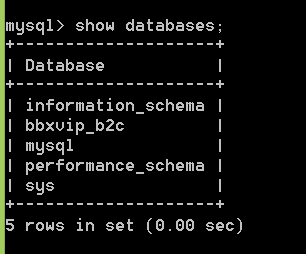 mysql> show databases;
+--------------------+
| Database           |
+--------------------+
| information_schema |
| bbxvip_b2c         |
| mysql              |
| performance_schema |
| sys                |
+--------------------+
5 rows in set (0.00 sec)